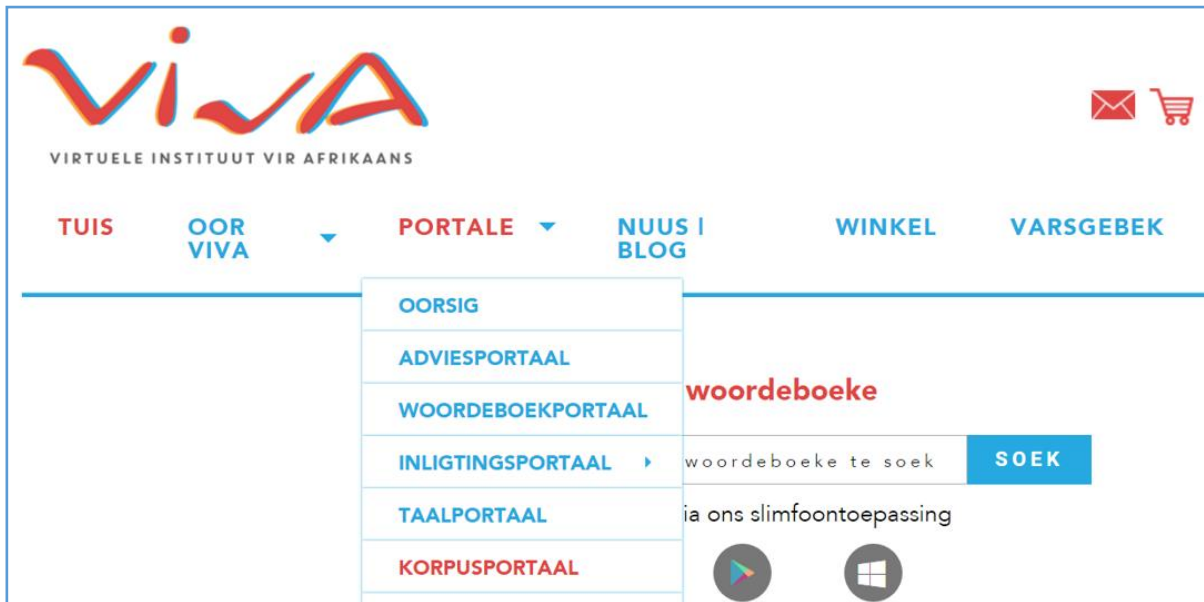 VivA
VIRTUELE INSTITUUT VIR AFRIKAANS
TUIS
OOR
VIVA
PORTALE
NUUS |
BLOG
WINKEL
VARSGEBEK
OORSIG
ADVIESPORTAAL
WOORDEBOEKPORTAAL
INLIGTINGSPORTAAL
TAALPORTAAL
KORPUSPORTAAL
woordeboeke
woordeboeke te soek
SOEK
ia ons slimfoontoepassing